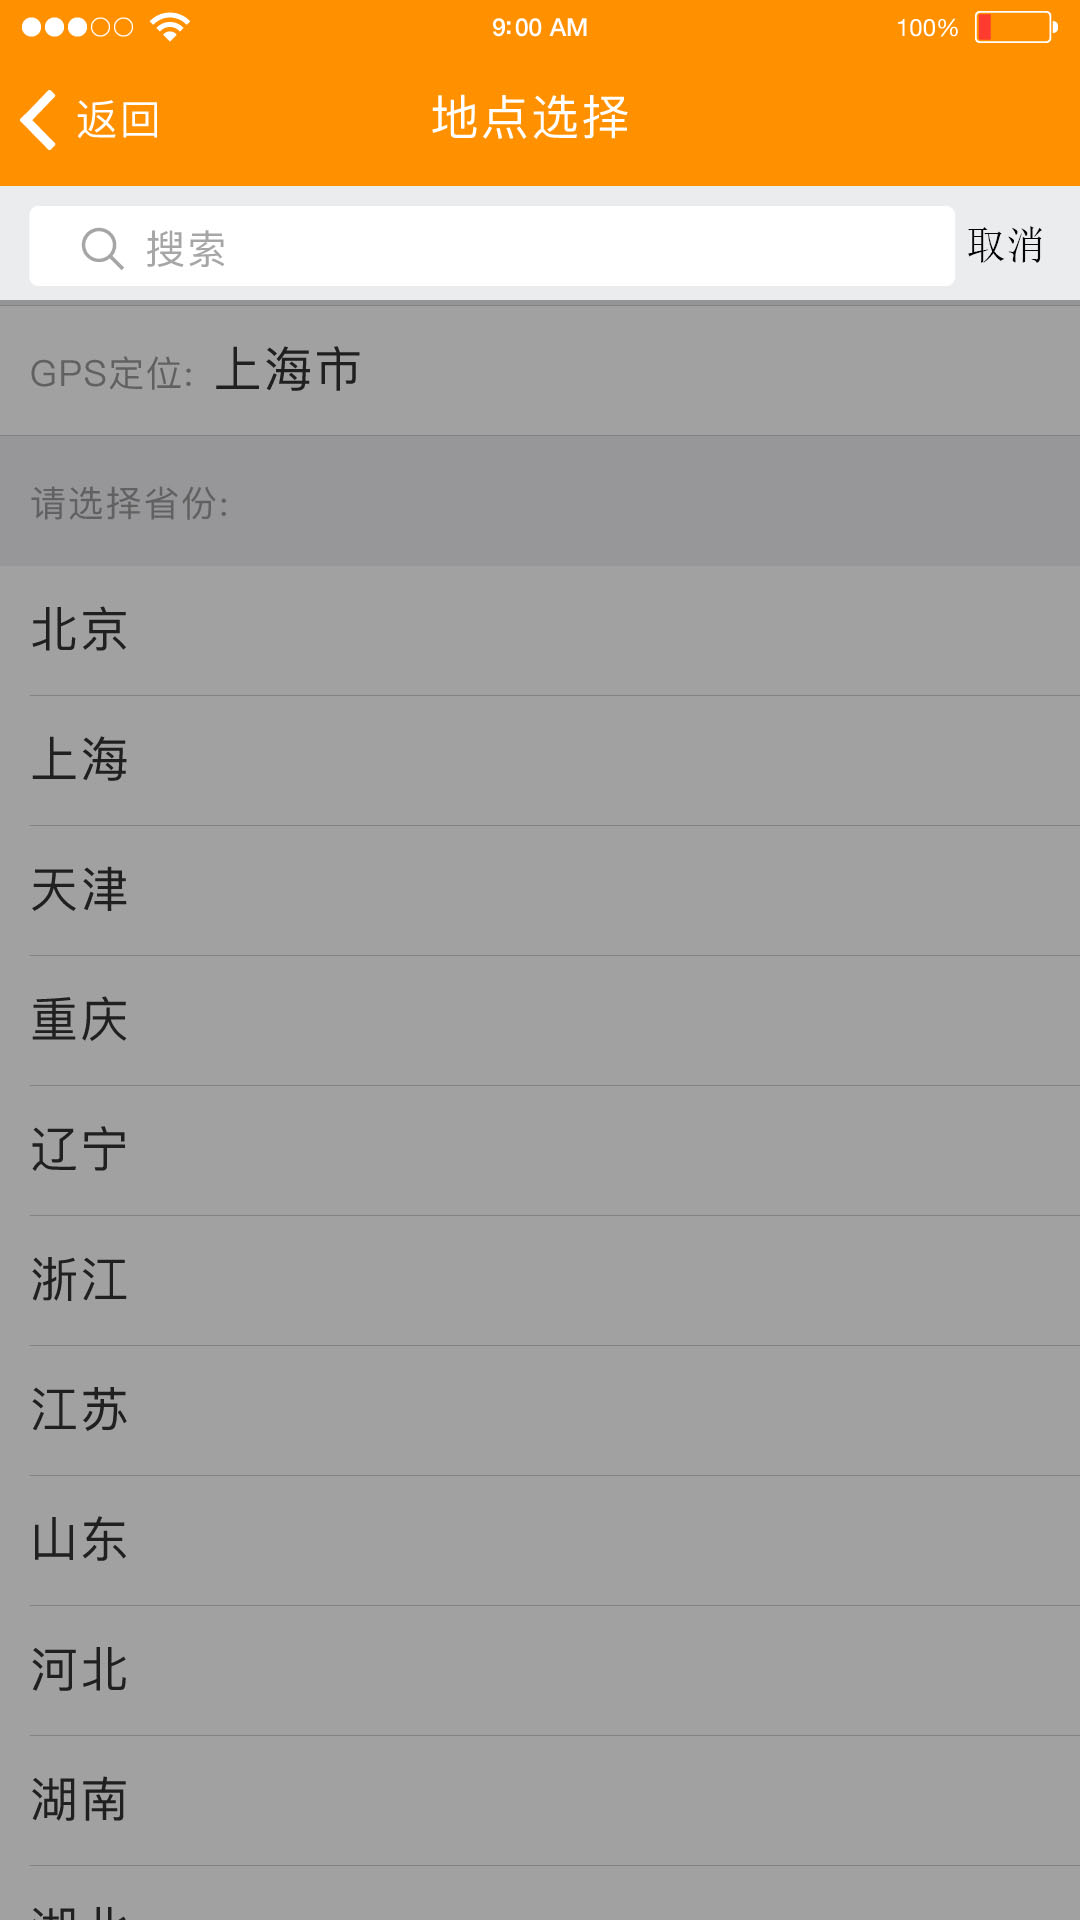 9:00 AM 100%
返回 地点选择
搜索 取消
GPS定位: 上海市
请选择省份:
北京
上海
天津
重庆
辽宁
浙江
江苏
山东
河北
湖南
湖北